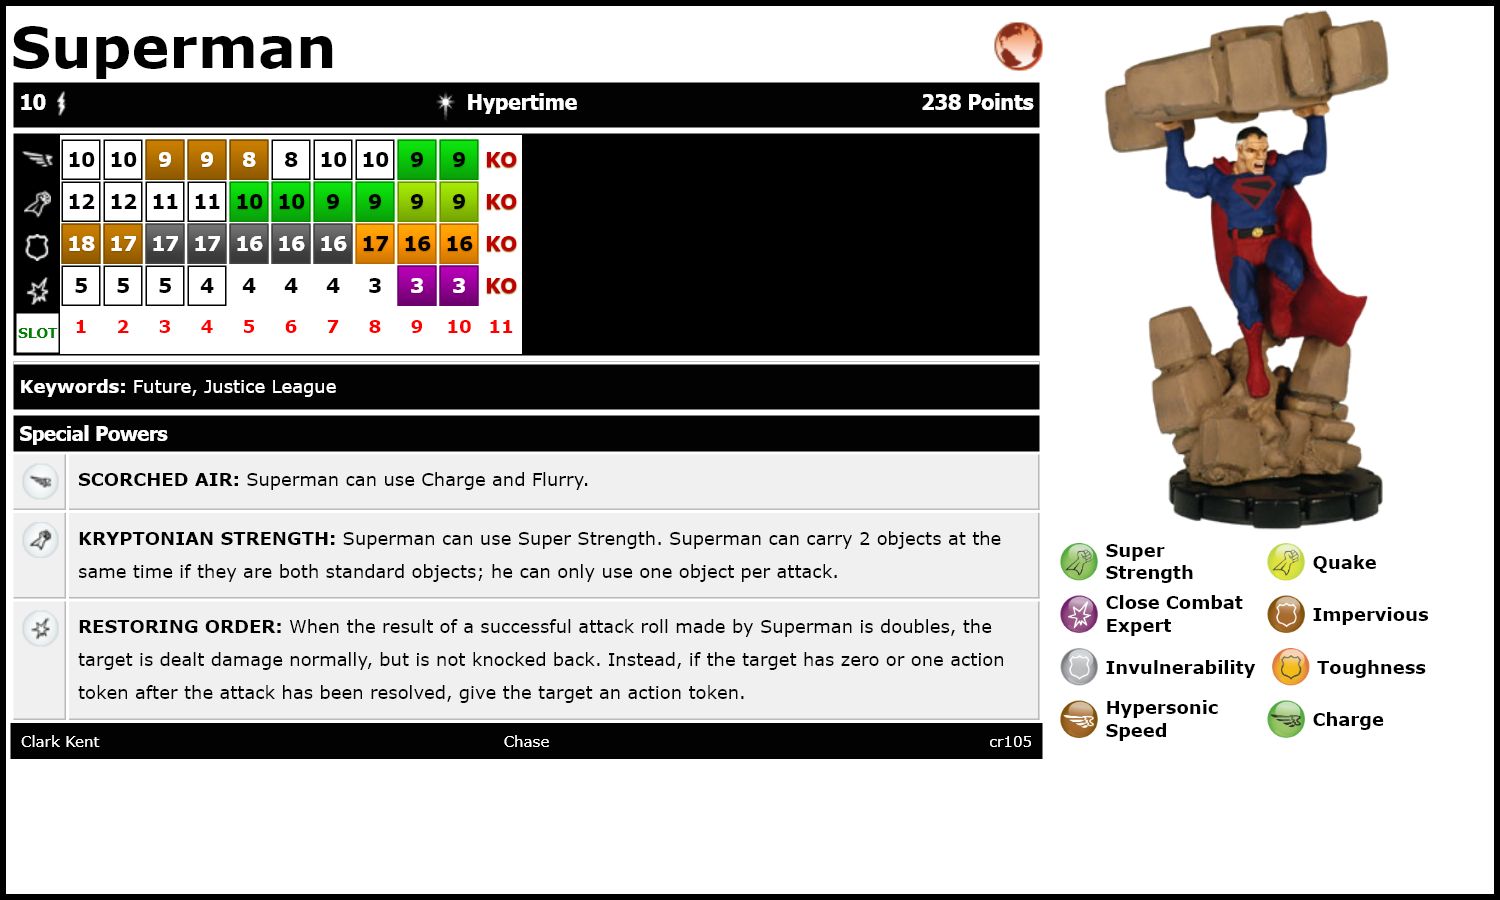 Superman
10 Hypertime 238 Points
10 10 9 9 8 8 10 10 9 9 KO
12 12 11 11 10 10 9 9 9 9 KO
18 17 17 17 16 16 16 17 16 16 KO
5 5 5 4 4 4 4 3 3 3 KO
SLOT 1 2 3 4 5 6 7 8 9 10 11
Keywords: Future, Justice League
Special Powers
SCORCHED AIR: Superman can use Charge and Flurry.
KRYPTONIAN STRENGTH: Superman can use Super Strength. Superman can carry 2 objects at the
same time if they are both standard objects; he can only use one object per attack.
RESTORING ORDER: When the result of a successful attack roll made by Superman is doubles, the
target is dealt damage normally, but is not knocked back. Instead, if the target has zero or one action
token after the attack has been resolved, give the target an action token.
Clark Kent Chase cr105
Super
Strength
Quake
Close Combat
Expert
Impervious
Invulnerability
Toughness
Hypersonic
Speed
Charge